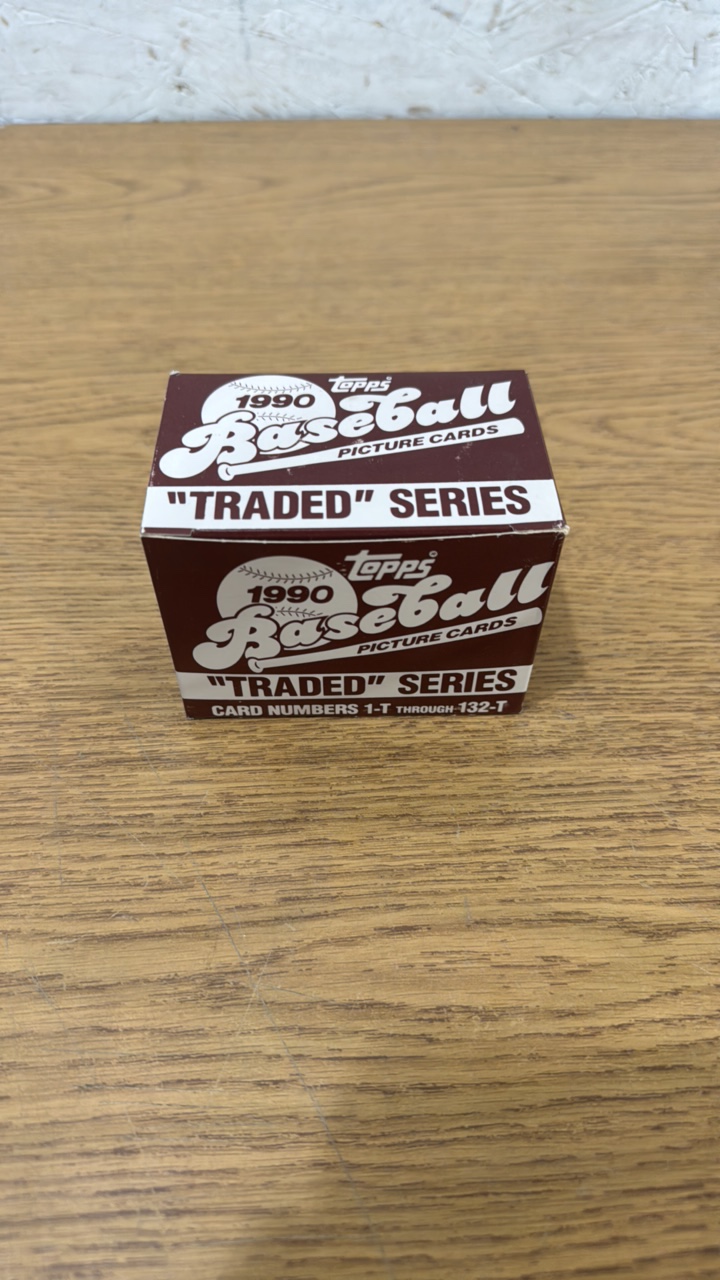 topps®
1990
Baseball
PICTURE CARDS
"TRADED" SERIES
topps®
1990
Baseball
PICTURE CARDS
"TRADED" SERIES
CARD NUMBERS 1-T THROUGH 132-T